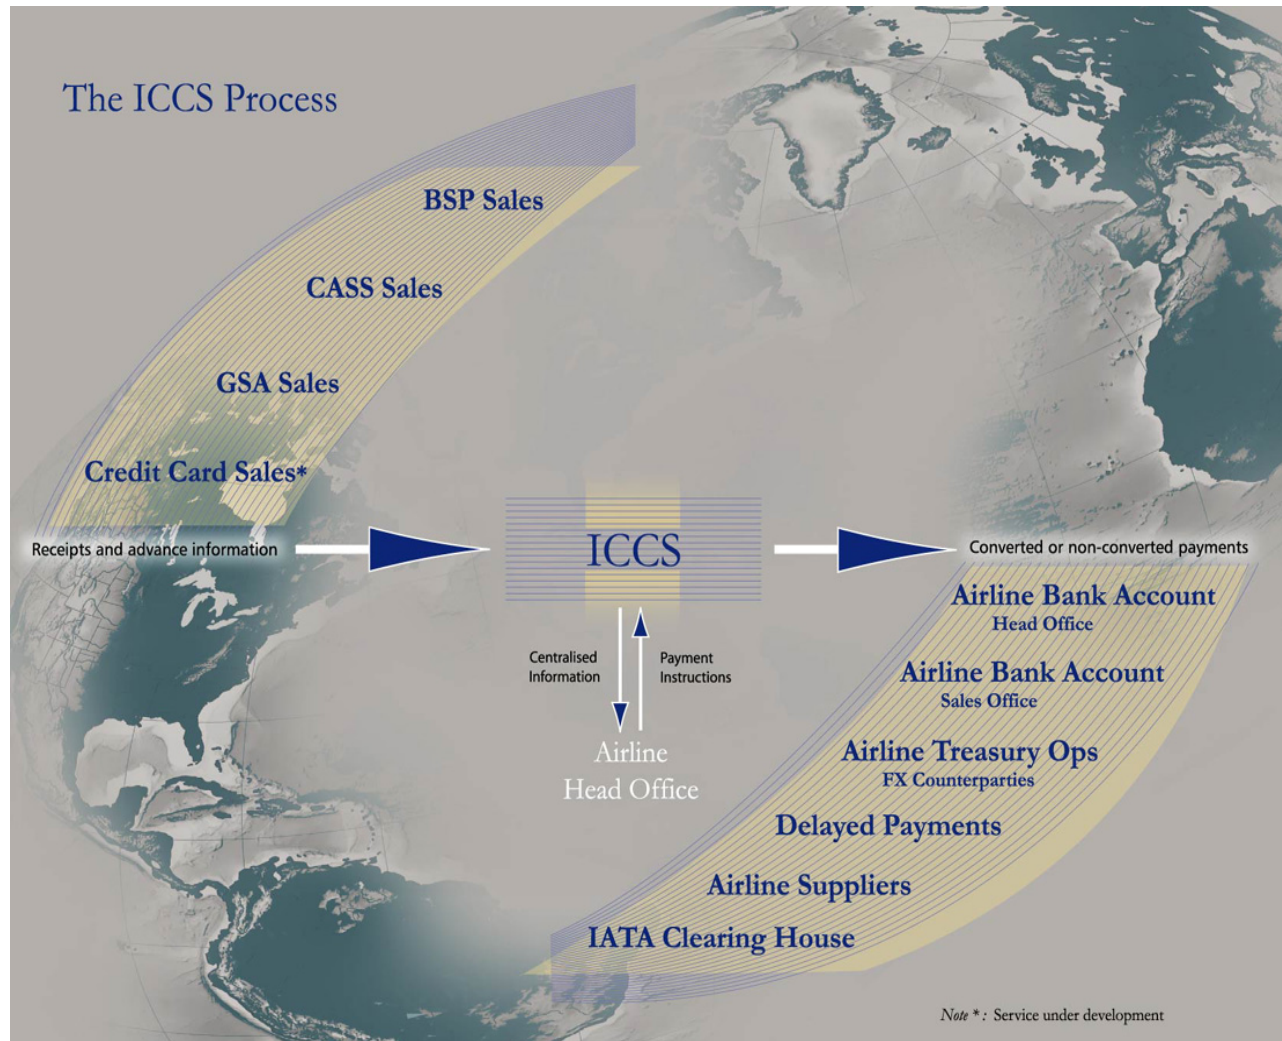 The ICCS Process
BSP Sales
CASS Sales
GSA Sales
Credit Card Sales*
Receipts and advance information
ICCS
Converted or non-converted payments
Centralised
Information
Payment
Instructions
Airline
Head Office
Airline Bank Account
Head Office
Airline Bank Account
Sales Office
Airline Treasury Ops
FX Counterparties
Delayed Payments
Airline Suppliers
IATA Clearing House
Note * : Service under development